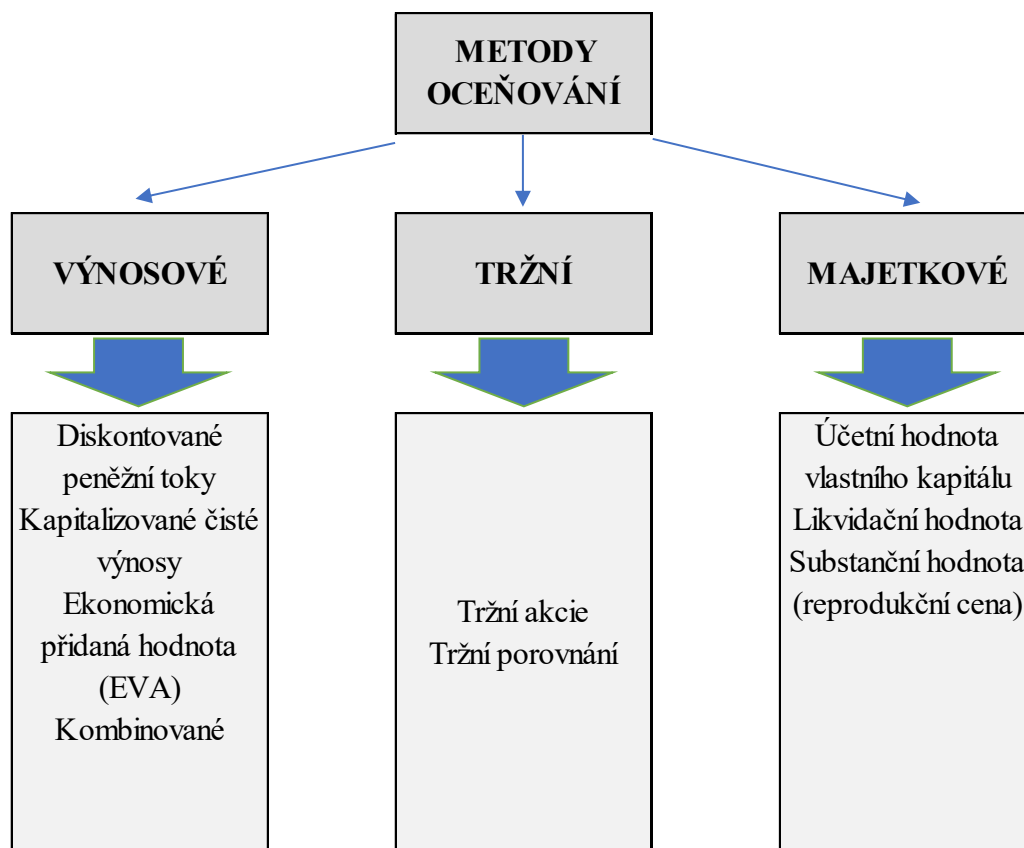 METODY
OCEŇOVÁNÍ
VÝNOSOVÉ
TRŽNÍ
MAJETKOVÉ
Diskontované
peněžní toky
Kapitalizované čisté
výnosy
Ekonomická
přidaná hodnota
(EVA)
Kombinované
Tržní akcie
Tržní porovnání
Účetní hodnota
vlastního kapitálu
Likvidační hodnota
Substanční hodnota
(reprodukční cena)